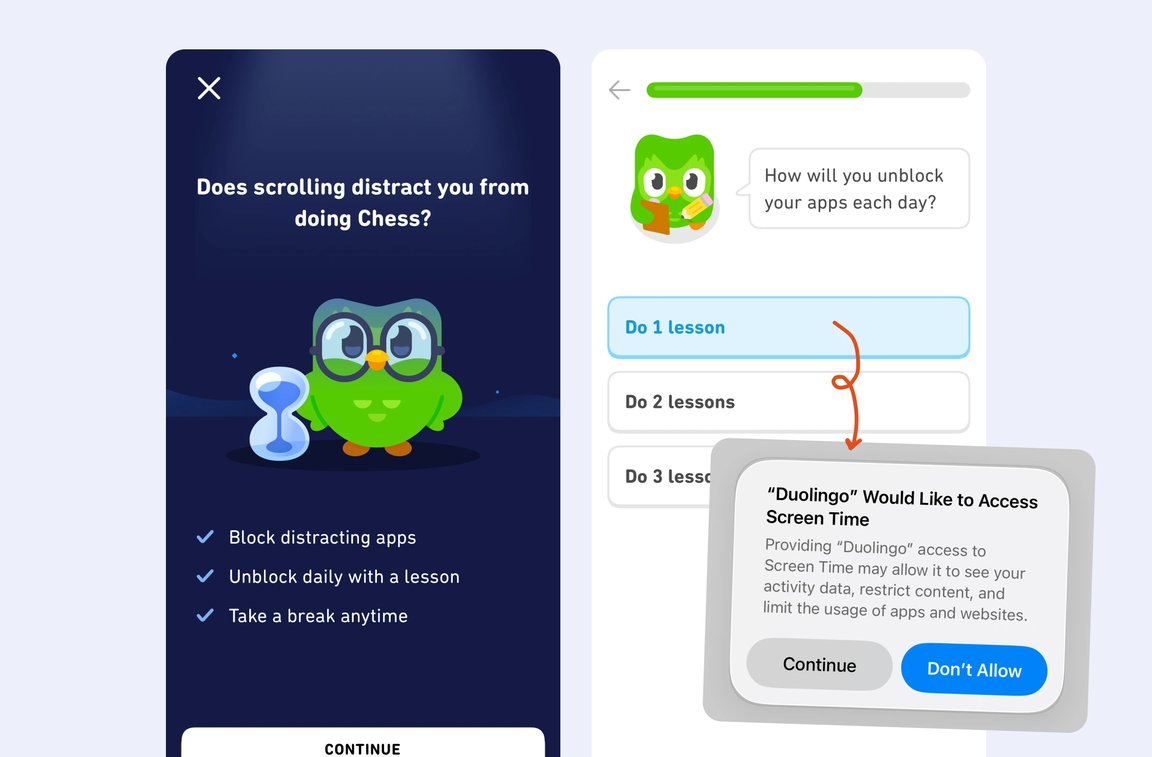 Does scrolling distract you from
doing Chess?
Block distracting apps
Unblock daily with a lesson
Take a break anytime
CONTINUE
How will you unblock
your apps each day?
Do 1 lesson
Do 2 lessons
Do 3 lesso
“Duolingo” Would Like to Access
Screen Time
Providing “Duolingo” access to
Screen Time may allow it to see your
activity data, restrict content, and
limit the usage of apps and websites.
Continue
Don’t Allow